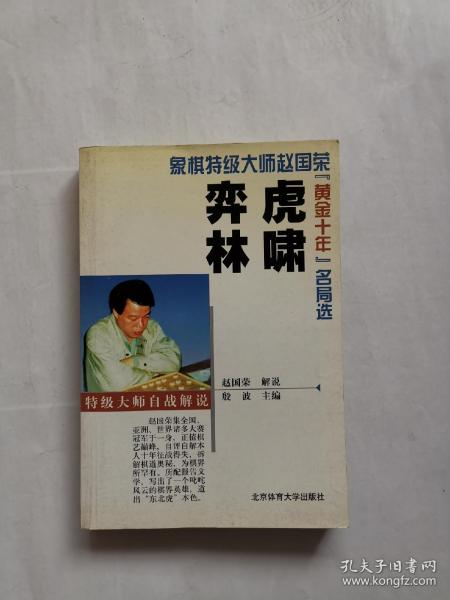 象棋特级大师赵国荣
『黄金十年』名局选
虎啸
弈林
赵国荣 解说
殷波 主编
特级大师自战解说
赵国荣集全国、
亚洲、世界诸多大赛
冠军于一身，正值棋
艺巅峰，自评自解本
人十年征战得失，拆
解棋道奥秘，为棋界
所罕有。历配报告文
学，写出了一个叱咤
风云的棋界英雄，道
出“东北虎”本色。
北京体育大学出版社
孔夫子旧书网
www.kongfz.com